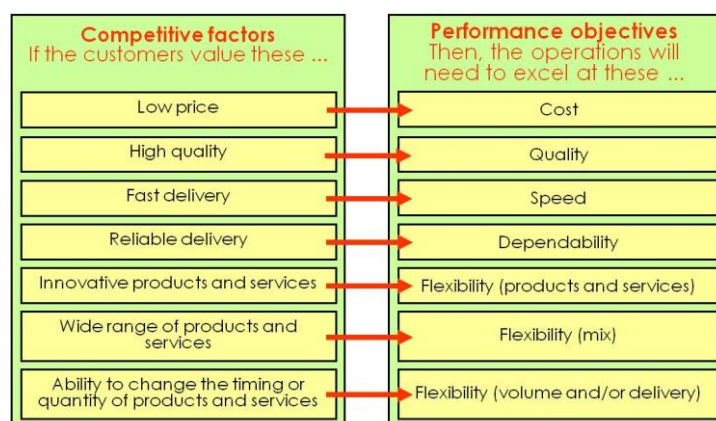 Competitive factors
If the customers value these ...
Low price
High quality
Fast delivery
Reliable delivery
Innovative products and services
Wide range of products and
services
Ability to change the timing or
quantity of products and services
Performance objectives
Then, the operations will
need to excel at these ...
Cost
Quality
Speed
Dependability
Flexibility (products and services)
Flexibility (mix)
Flexibility (volume and/or delivery)